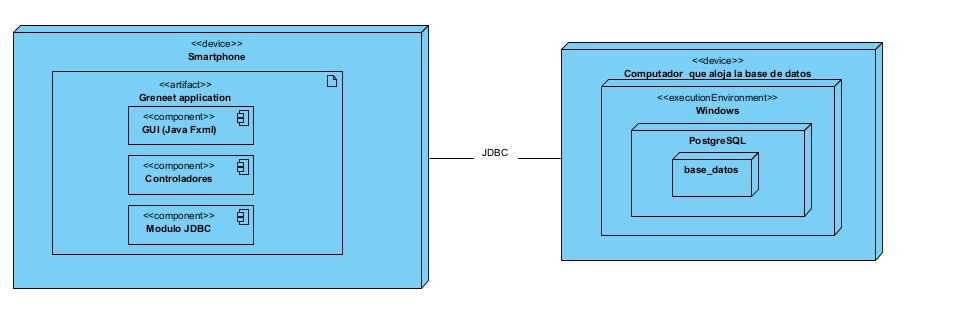 <<device>>
Smartphone
<<artifact>>
Greneet application
<<component>>
GUI (Java Fxml)
<<component>>
Controladores
<<component>>
Modulo JDBC
JDBC
<<device>>
Computador que aloja la base de datos
<<executionEnvironment>>
Windows
PostgreSQL
base_datos